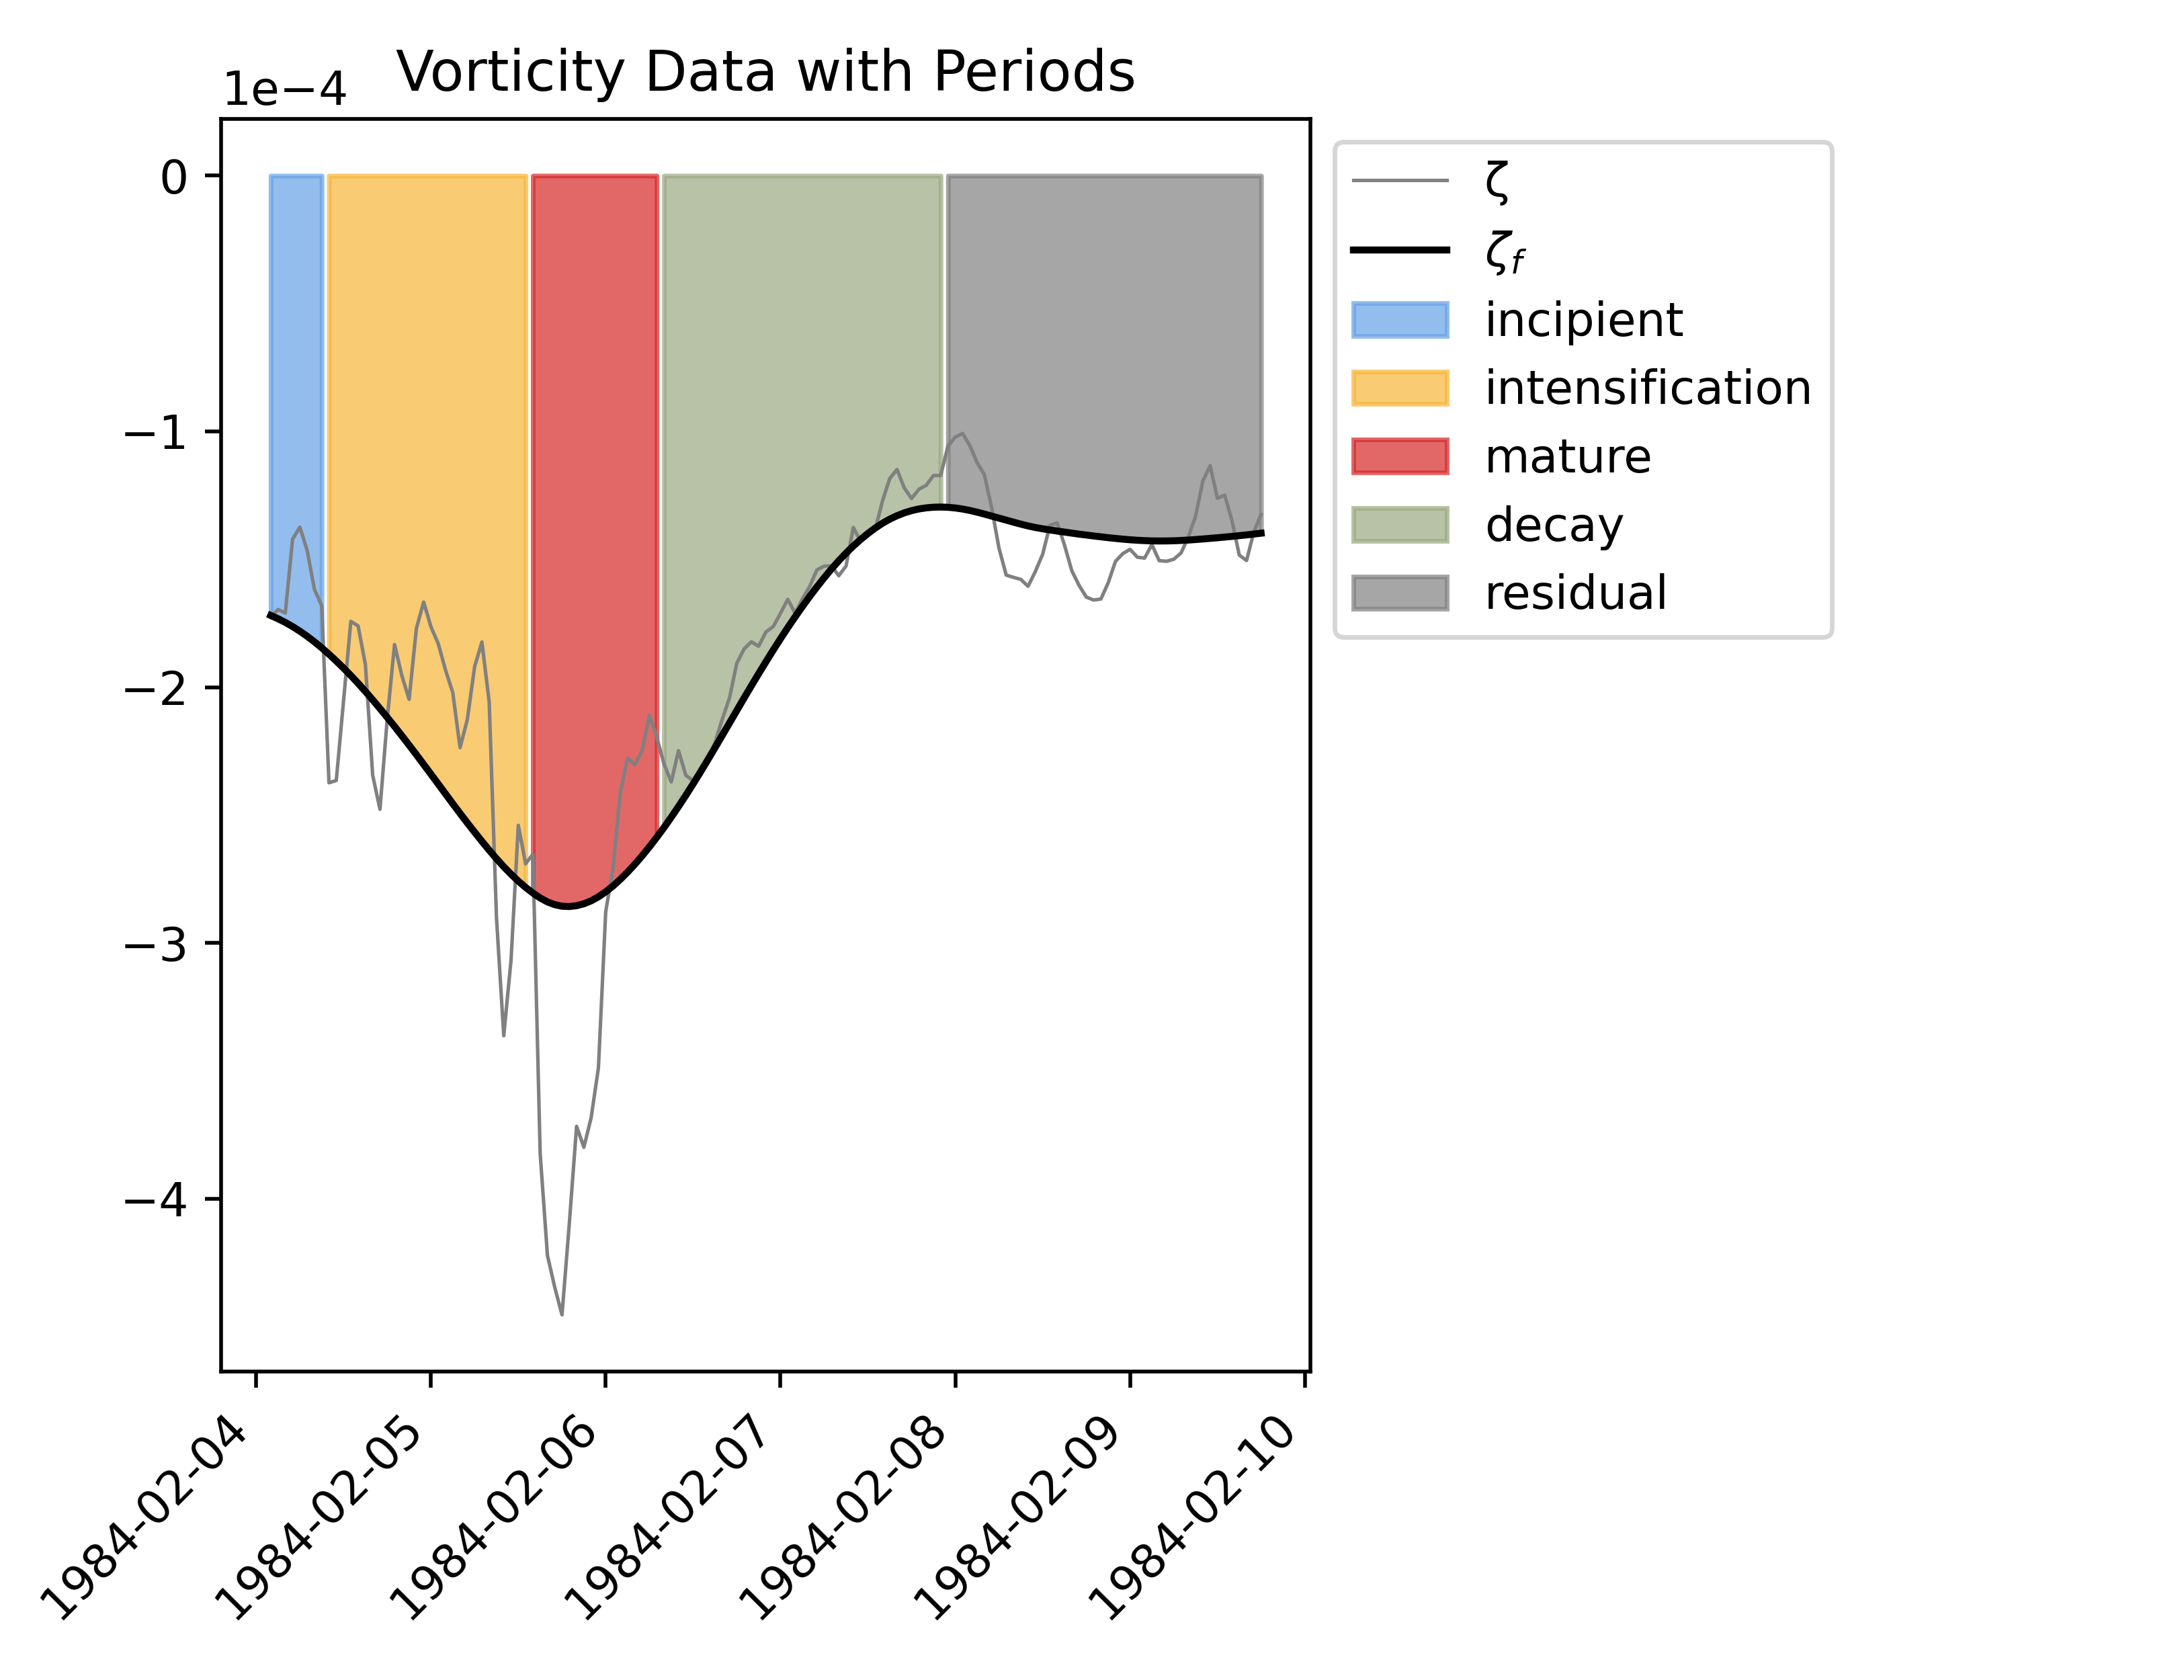 Vorticity Data with Periods
1e−4
0
−1
−2
−3
−4
1984-02-04
1984-02-05
1984-02-06
1984-02-07
1984-02-08
1984-02-09
1984-02-10
ζ
ζf
incipient
intensification
mature
decay
residual